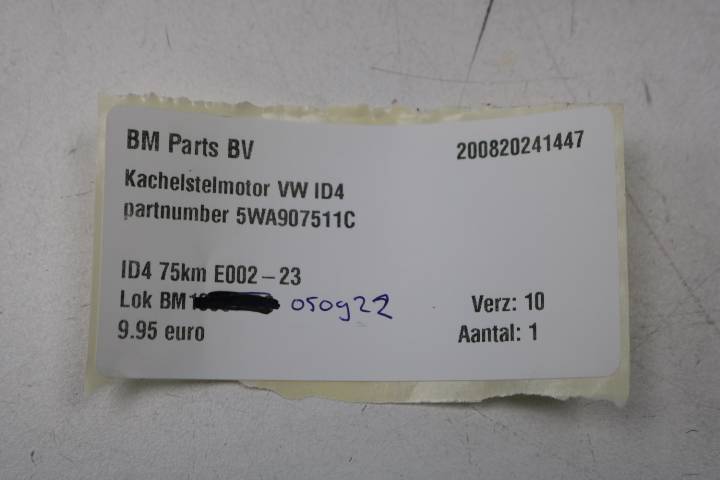 BM Parts BV 200820241447
Kachelstelmotor VW ID4
partnumber 5WA907511C
ID4 75km E002-23
Lok BM 050g22 Verz: 10
9.95 euro Aantal: 1